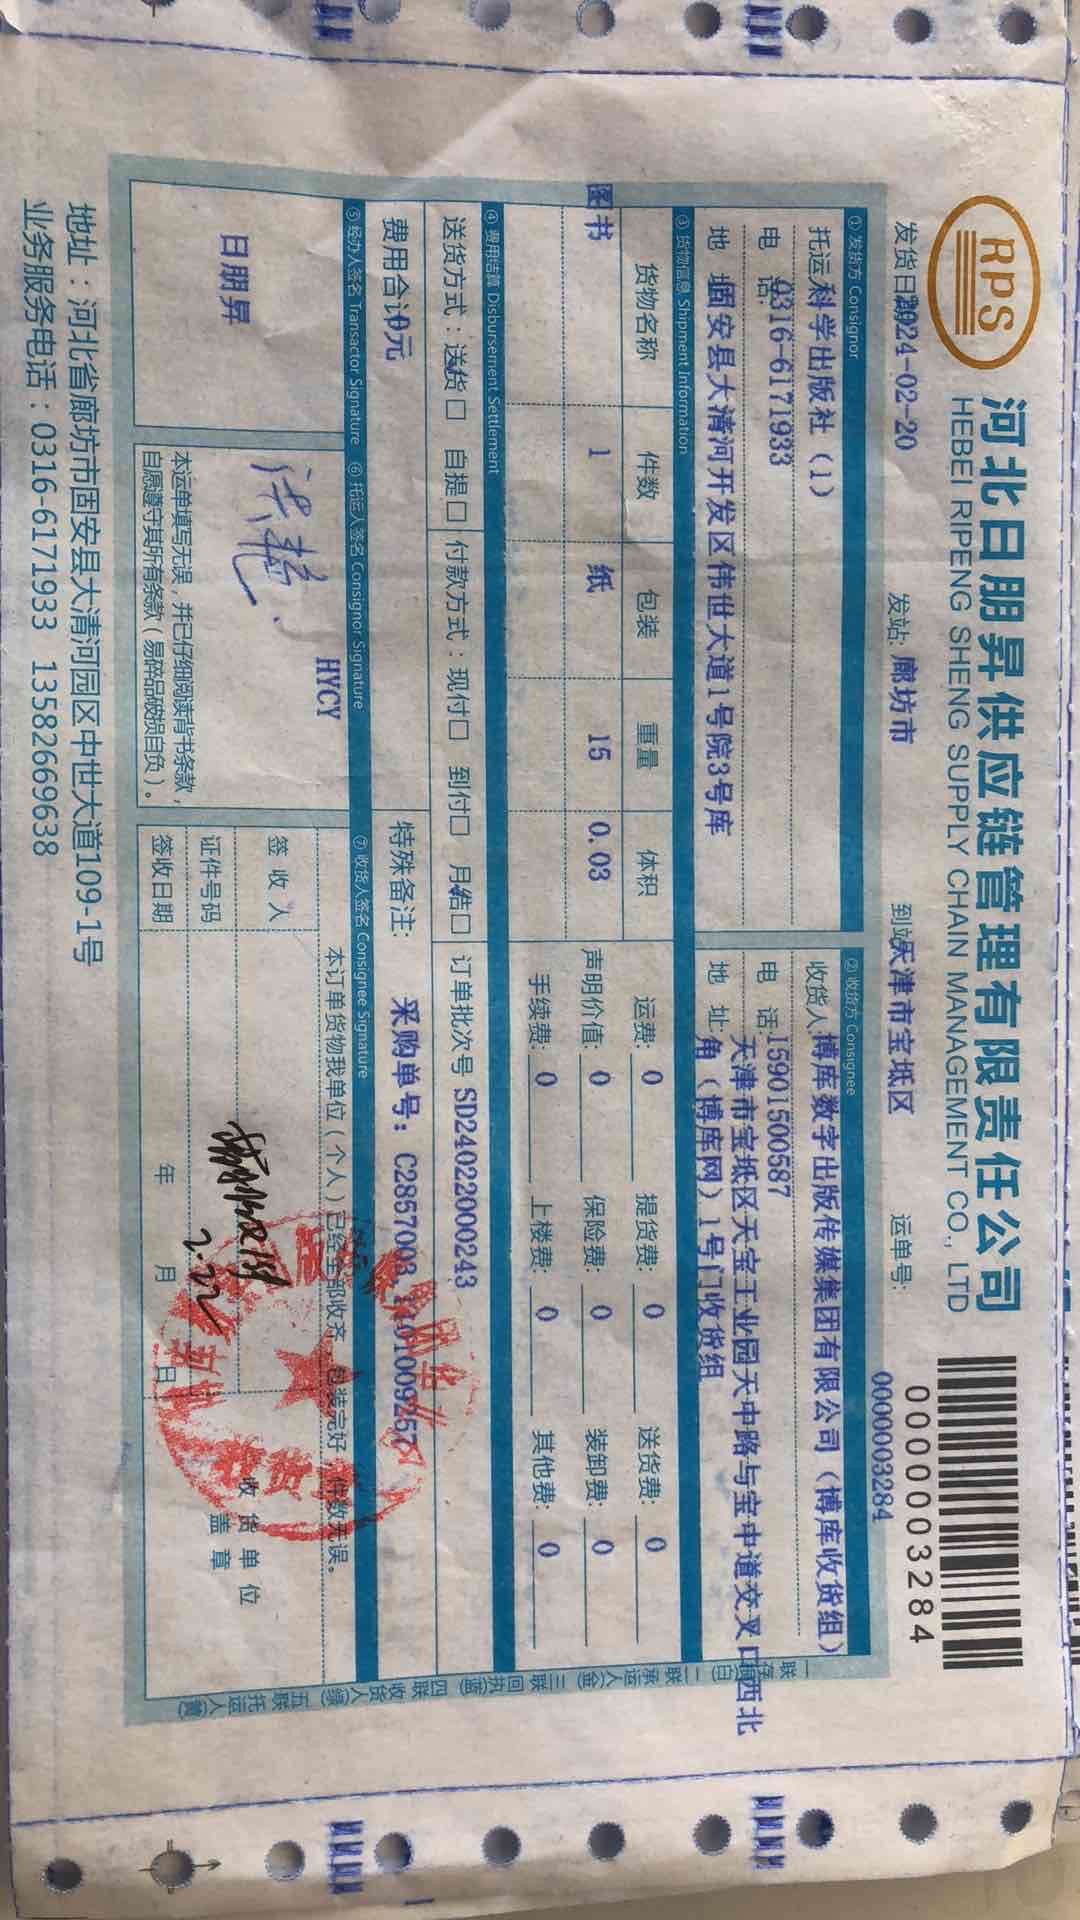 RPS
河北日朋昇供应链管理有限责任公司
HEBEI RIPENG SHENG SUPPLY CHAIN MANAGEMENT CO., LTD
0000003284
发货日期2024-02-20 发站: 廊坊市 到站天津市宝坻区 运单号: 0000003284
① 发货方 Consignor
托运科学出版社（1）
电 话: 0316-6171933
地 址固安县大清河开发区伟世大道1号院3号库
② 收货方 Consignee
收货人:博库数字出版传媒集团有限公司（博库收货组）
电 话:15901500587
地 址: 天津市宝坻区天宝工业园天中路与宝中道交叉口西北
角（博库网）1号门收货组
③ 货物信息 Shipment Information
货物名称 件数 包装 重量 体积
图书 1 纸 15 0.03
运费: 0 提货费: 0 送货费: 0
声明价值: 0 保险费: 0 装卸费: 0
手续费: 0 上楼费: 0 其他费: 0
④ 费用结算 Disbursement Settlement
送货方式：送货□ 自提□ 付款方式：现付□ 到付□ 月结□ 订单批次号 SD2402200000243
费用合计0元
特殊备注: 采购单号: C2857003,
⑤ 经办人签名 Transactor Signature
日朋昇
⑥ 托运人签名 Consignor Signature
HYCY
本运单填写无误，并已仔细阅读背书条款，
自愿遵守其所有条款（易碎品破损自负）。
⑦ 收货人签名 Consignee Signature
本订单货物我单位（个人）已经全部收齐，包装完好，件数无误。
签 收 人
证件号码
签收日期 年 月 日
2.22
收 货 单 位
盖 章
一联存根(白) 二联承运人(金) 三联回执(蓝) 四联收货人(绿) 五联托运人(黄)
地址：河北省廊坊市固安县大清河园区中世大道109-1号
业务服务电话：0316-6171933 13582669638